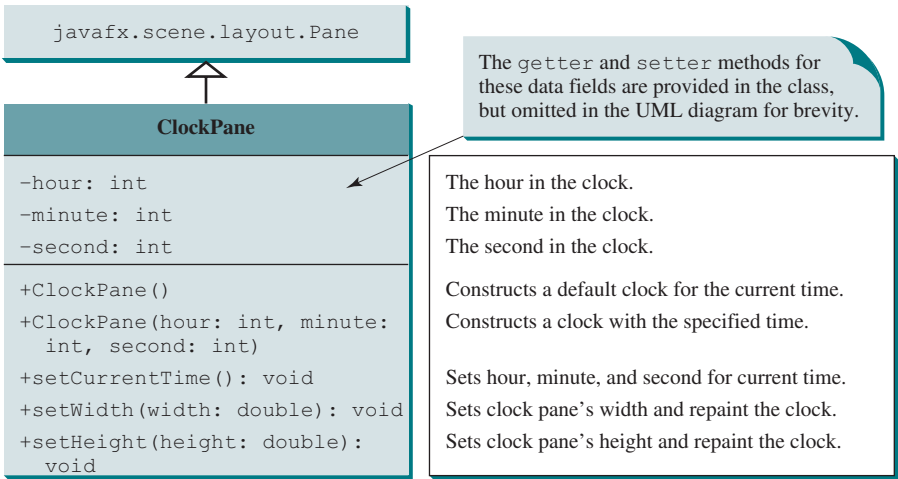 javafx.scene.layout.Pane
The getter and setter methods for
these data fields are provided in the class,
but omitted in the UML diagram for brevity.
ClockPane
-hour: int
The hour in the clock.
-minute: int
The minute in the clock.
-second: int
The second in the clock.
+ClockPane()
Constructs a default clock for the current time.
+ClockPane(hour: int, minute:
int, second: int)
Constructs a clock with the specified time.
+setCurrentTime(): void
Sets hour, minute, and second for current time.
+setWidth(width: double): void
Sets clock pane's width and repaint the clock.
+setHeight(height: double):
void
Sets clock pane's height and repaint the clock.